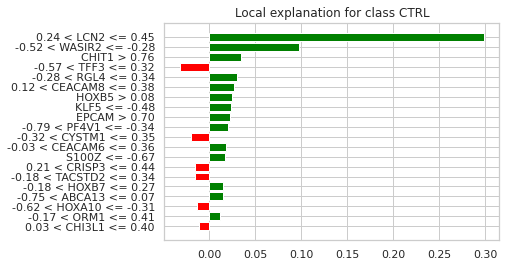 Local explanation for class CTRL
0.24 < LCN2 <= 0.45
-0.52 < WASIR2 <= -0.28
CHIT1 > 0.76
-0.57 < TFF3 <= 0.32
-0.28 < RGL4 <= 0.34
0.12 < CEACAM8 <= 0.38
HOXB5 > 0.08
KLF5 <= -0.48
EPCAM > 0.70
-0.79 < PF4V1 <= -0.34
-0.32 < CYSTM1 <= 0.35
-0.03 < CEACAM6 <= 0.36
S100Z <= -0.67
0.21 < CRISP3 <= 0.44
-0.18 < TACSTD2 <= 0.34
-0.18 < HOXB7 <= 0.27
-0.75 < ABCA13 <= 0.07
-0.62 < HOXA10 <= -0.31
-0.17 < ORM1 <= 0.41
0.03 < CHI3L1 <= 0.40
0.00 0.05 0.10 0.15 0.20 0.25 0.30